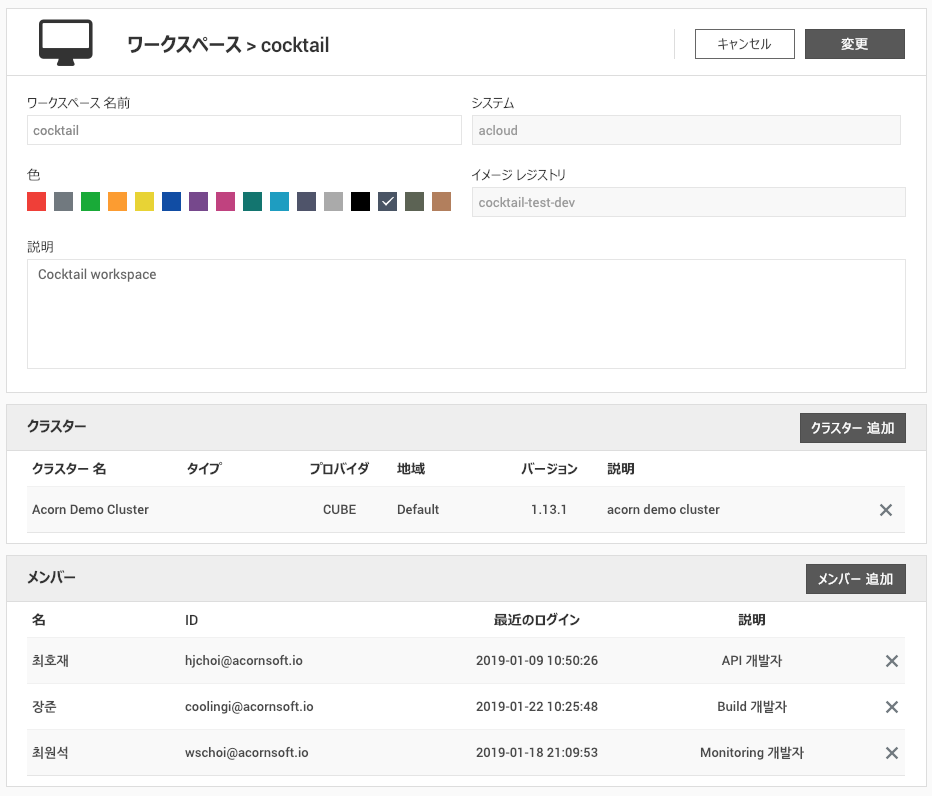 ワークスペース > cocktail
キャンセル 変更
ワークスペース 名前 システム
cocktail acloud
色 イメージ レジストリ
cocktail-test-dev
説明
Cocktail workspace
クラスター クラスター 追加
クラスター 名 タイプ プロバイダ 地域 バージョン 説明
Acorn Demo Cluster CUBE Default 1.13.1 acorn demo cluster
メンバー メンバー 追加
名 ID 最近のログイン 説明
최호재 hjchoi@acornsoft.io 2019-01-09 10:50:26 API 개발자
장준 coolingi@acornsoft.io 2019-01-22 10:25:48 Build 개발자
최원석 wschoi@acornsoft.io 2019-01-18 21:09:53 Monitoring 개발자